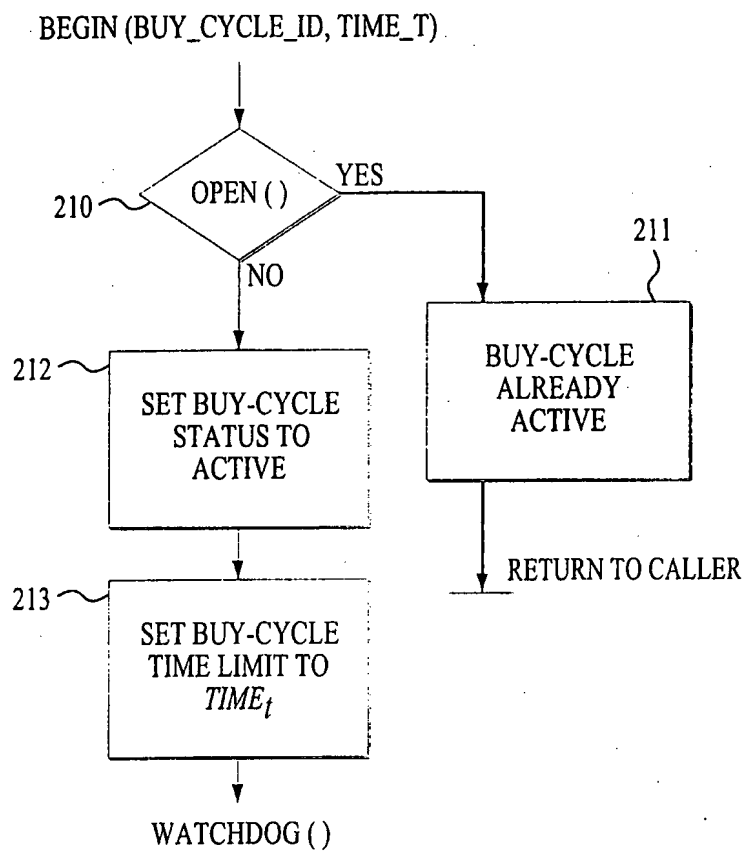 BEGIN (BUY_CYCLE_ID, TIME_T)
OPEN ( )
210
YES
NO
211
BUY-CYCLE
ALREADY
ACTIVE
212
SET BUY-CYCLE
STATUS TO
ACTIVE
RETURN TO CALLER
213
SET BUY-CYCLE
TIME LIMIT TO
TIMEt
WATCHDOG ( )